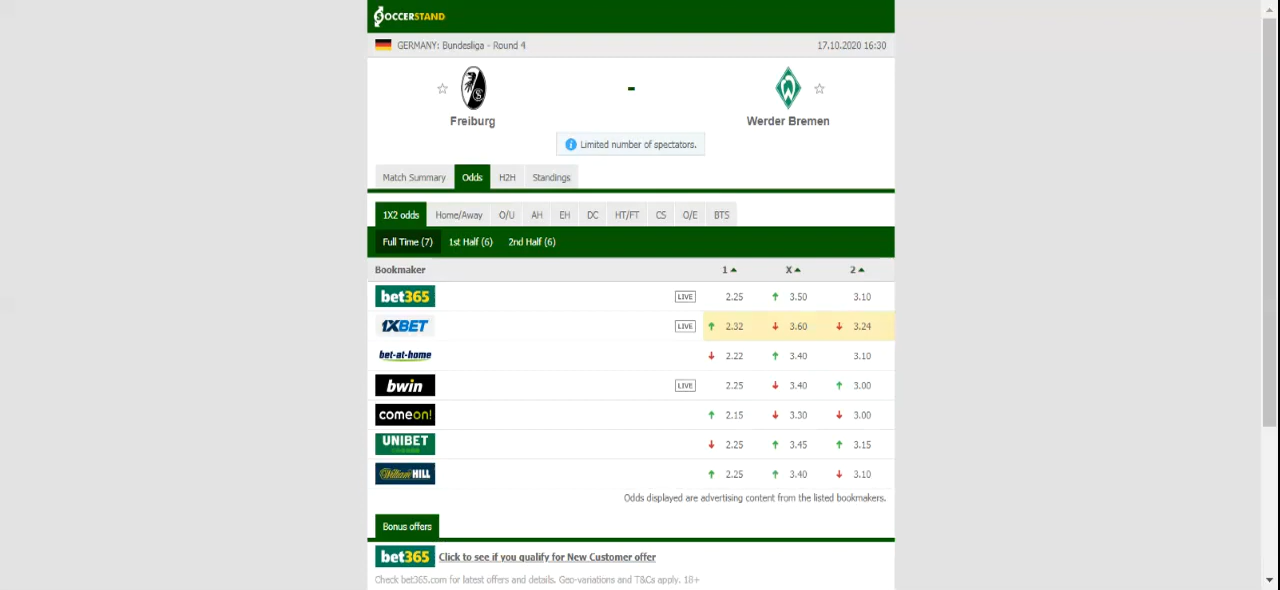 SOCCERSTAND
GERMANY: Bundesliga - Round 4 17.10.2020 16:30
-
Freiburg Werder Bremen
Limited number of spectators.
Match Summary Odds H2H Standings
1X2 odds Home/Away O/U AH EH DC HT/FT CS O/E BTS
Full Time (7) 1st Half (6) 2nd Half (6)
Bookmaker 1 X 2
bet365 LIVE 2.25 3.50 3.10
1XBET LIVE 2.32 3.60 3.24
bet-at-home 2.22 3.40 3.10
bwin LIVE 2.25 3.40 3.00
comeon! 2.15 3.30 3.00
UNIBET 2.25 3.45 3.15
William HILL 2.25 3.40 3.10
Odds displayed are advertising content from the listed bookmakers.
Bonus offers
bet365 Click to see if you qualify for New Customer offer
Check bet365.com for latest offers and details. Geo-variations and T&Cs apply. 18+